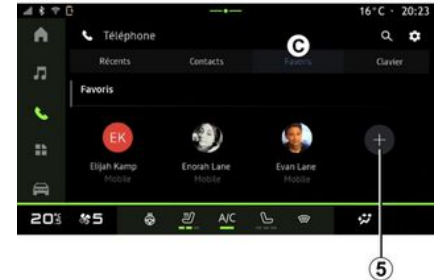 16°C · 20:23
Téléphone
C
Récents Contacts Favoris Clavier
Favoris
EK
Elijah Kamp Enorah Lane Evan Lane
Mobile Mobile Mobile
5
A/C
5